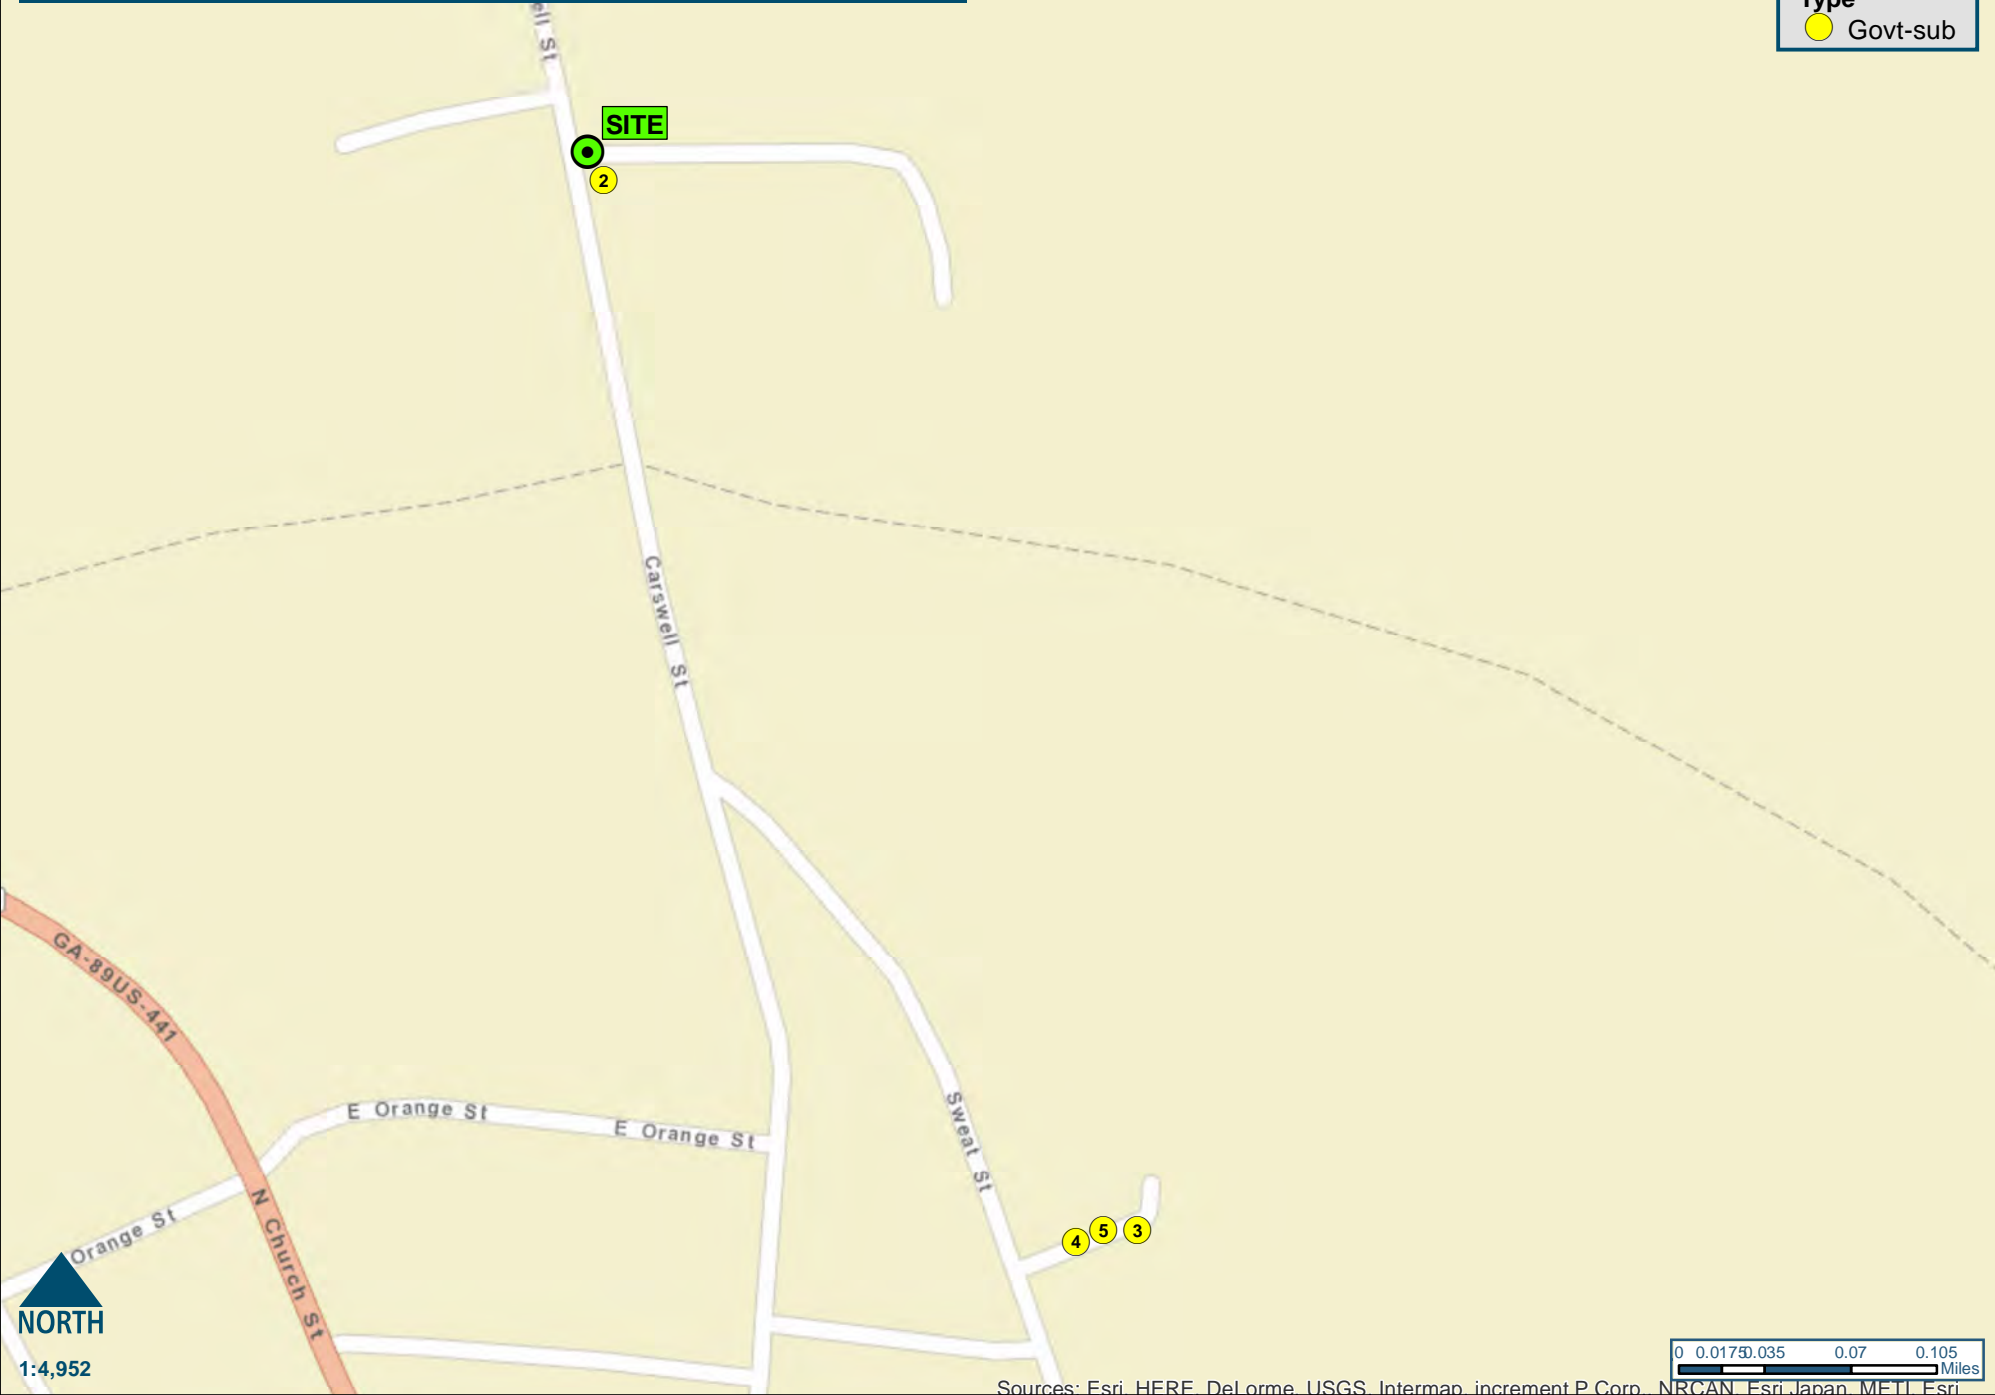 Type
Govt-sub
ell St
SITE
2
Carswell St
GA-89US-441
E Orange St
E Orange St
Sweat St
Orange St
N Church St
4
5
3
NORTH
1:4,952
0 0.0175 0.035 0.07 0.105
Miles
Sources: Esri, HERE, DeLorme, USGS, Intermap, increment P Corp., NRCAN, Esri Japan, METI, Esri